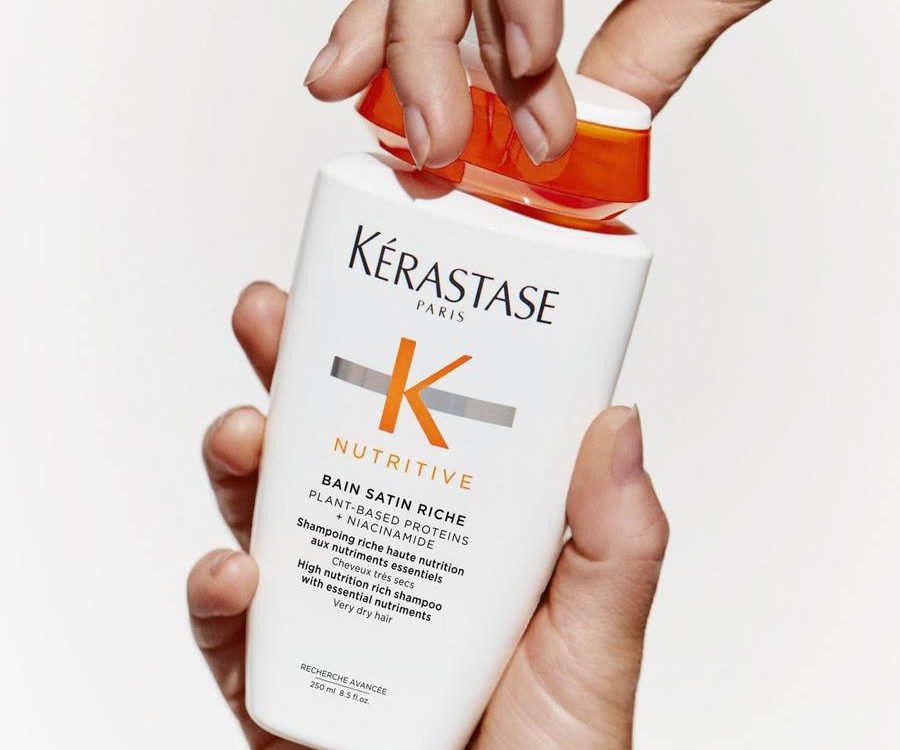 KÉRASTASE
PARIS
K
NUTRITIVE
BAIN SATIN RICHE
PLANT-BASED PROTEINS
+ NIACINAMIDE
Shampoing riche haute nutrition
aux nutriments essentiels
Cheveux très secs
High nutrition rich shampoo
with essential nutriments
Very dry hair
RECHERCHE AVANCÉE
250 ml 8.5 fl.oz.